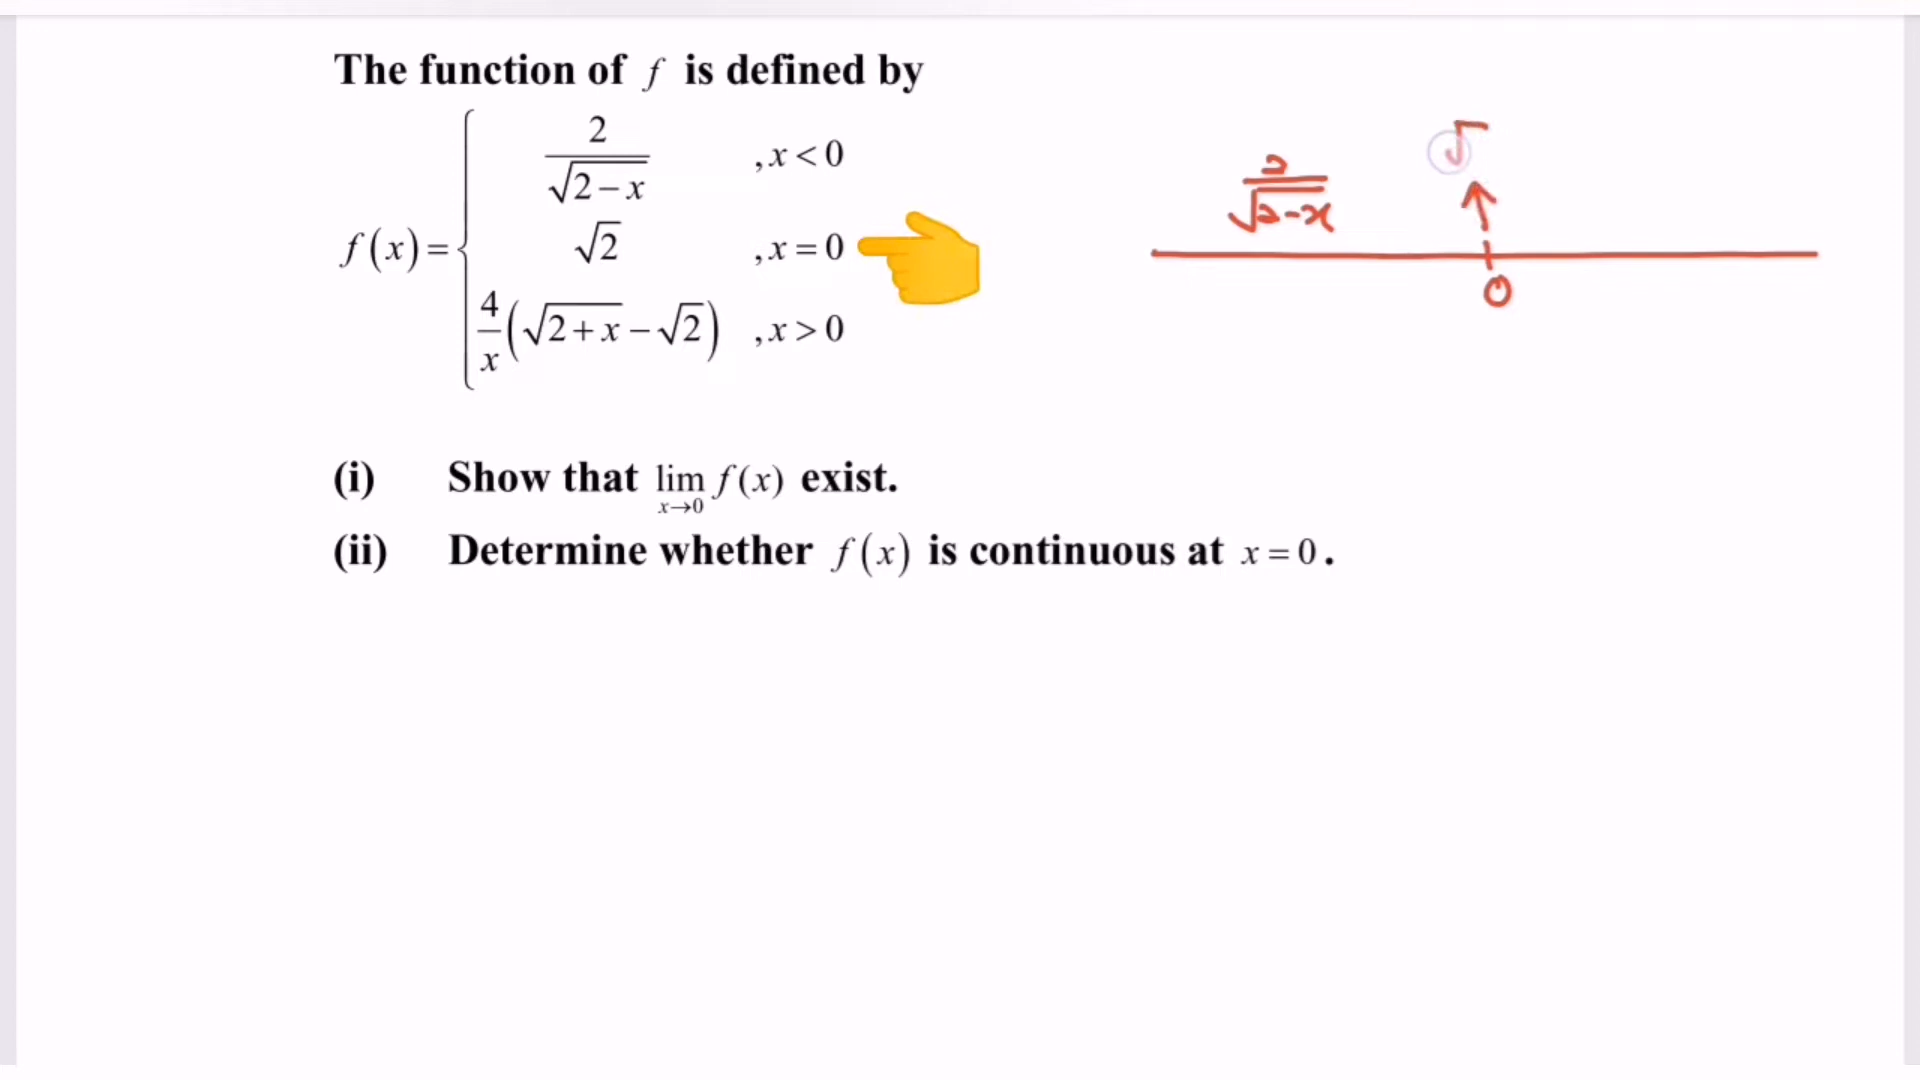 The function of f is defined by
f(x) = { 2/√(2−x) , x < 0
√2 , x = 0
4/x (√(2+x) − √2) , x > 0
2/√(2−x)
√
0
(i) Show that lim x→0 f(x) exist.
(ii) Determine whether f(x) is continuous at x = 0.